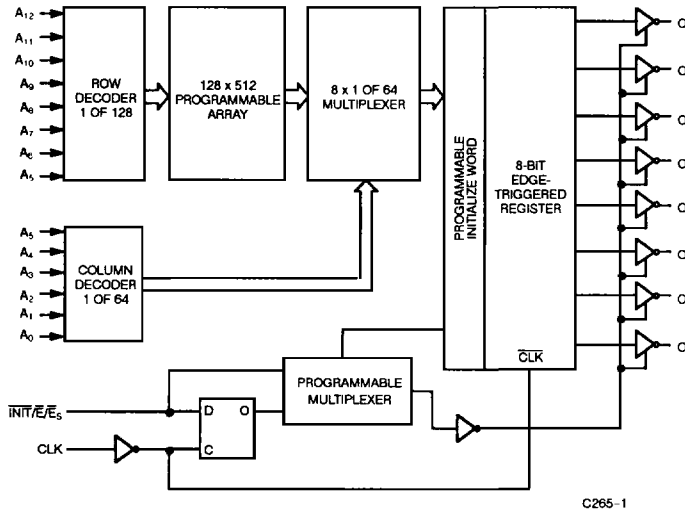 A12
A11
A10
A9
A8
A7
A6
A5
ROW
DECODER
1 OF 128
128 x 512
PROGRAMMABLE
ARRAY
8 x 1 OF 64
MULTIPLEXER
PROGRAMMABLE
INITIALIZE WORD
8-BIT
EDGE-
TRIGGERED
REGISTER
CLK
O
O
O
O
O
O
O
O
A5
A4
A3
A2
A1
A0
COLUMN
DECODER
1 OF 64
PROGRAMMABLE
MULTIPLEXER
INIT/E/ES
D
O
C
CLK
C265-1